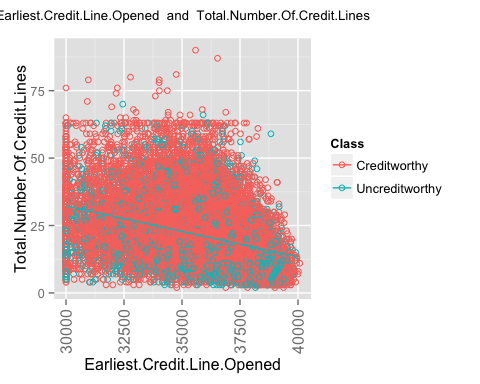 Earliest.Credit.Line.Opened and Total.Number.Of.Credit.Lines
Total.Number.Of.Credit.Lines
75
50
25
0
30000
32500
35000
37500
40000
Earliest.Credit.Line.Opened
Class
Creditworthy
Uncreditworthy